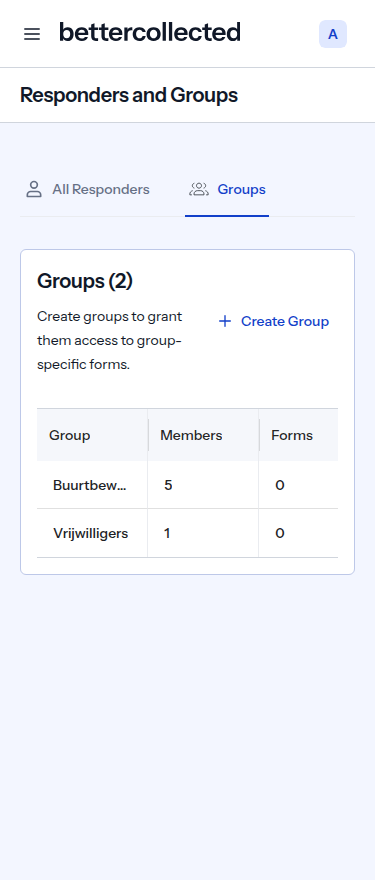 bettercollected
A
Responders and Groups
All Responders
Groups
Groups (2)
Create groups to grant
them access to group-
specific forms.
Create Group
Group Members Forms
Buurtbew... 5 0
Vrijwilligers 1 0